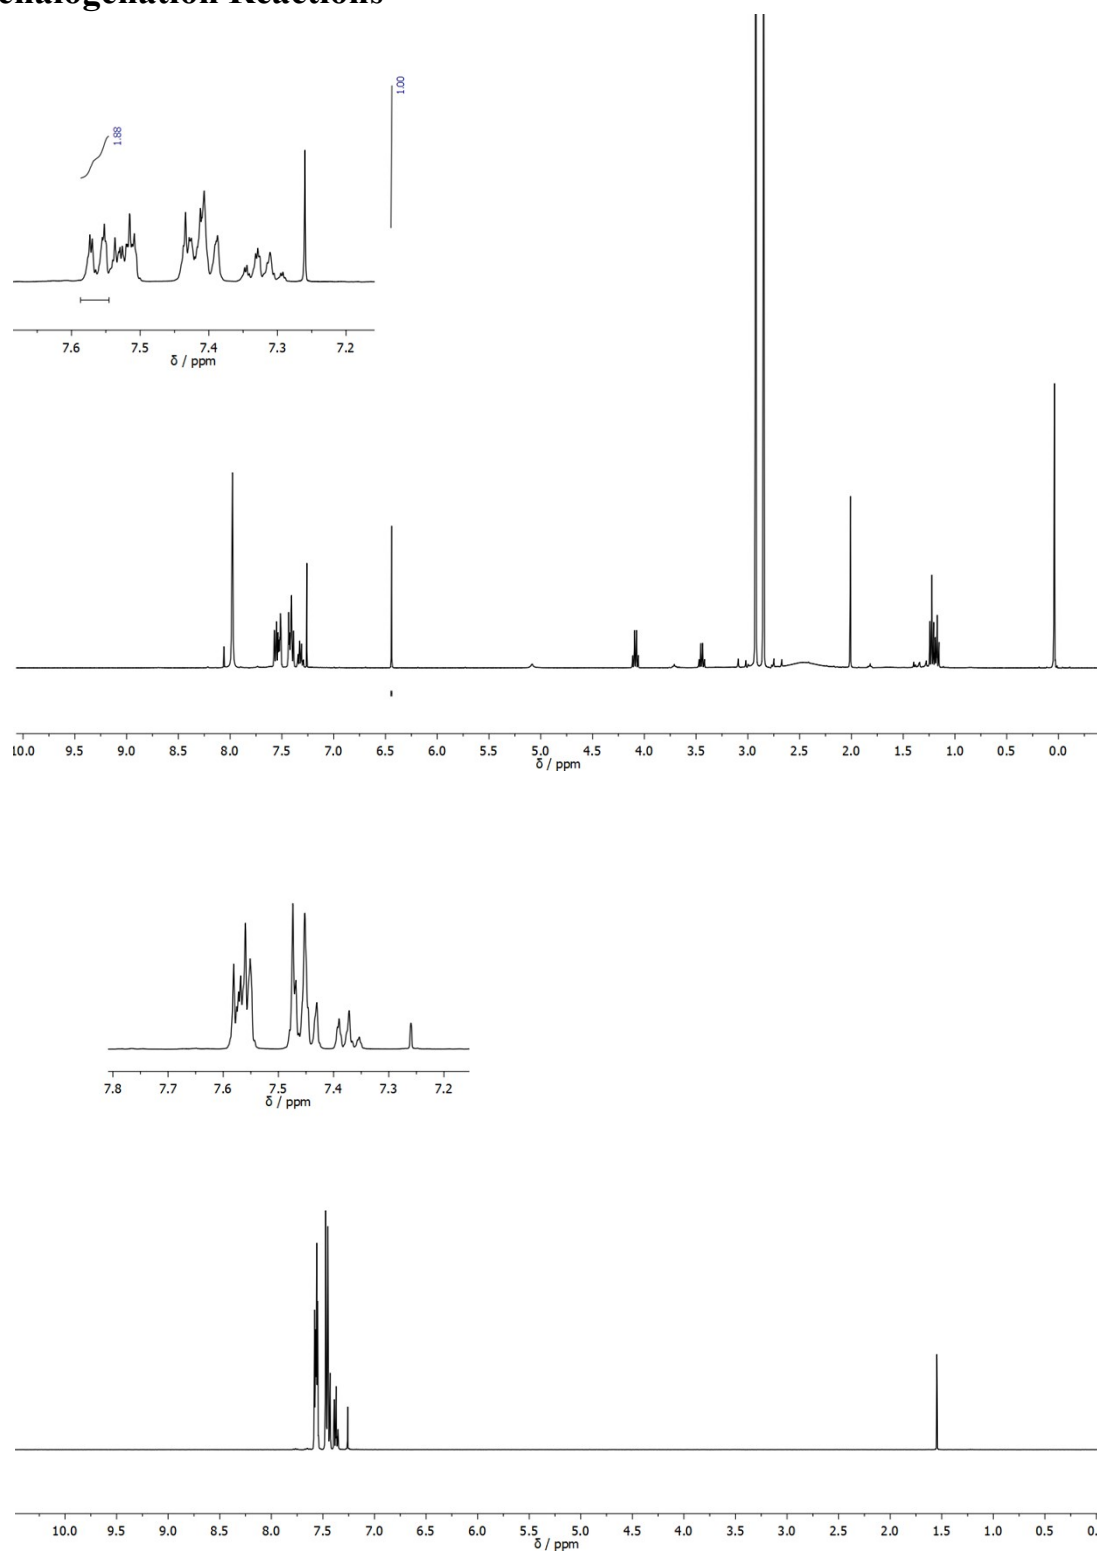 enalogenation Reactions
1.00
1.88
7.6 7.5 7.4 7.3 7.2
δ / ppm
10.0 9.5 9.0 8.5 8.0 7.5 7.0 6.5 6.0 5.5 5.0 4.5 4.0 3.5 3.0 2.5 2.0 1.5 1.0 0.5 0.0
δ / ppm
7.8 7.7 7.6 7.5 7.4 7.3 7.2
δ / ppm
10.0 9.5 9.0 8.5 8.0 7.5 7.0 6.5 6.0 5.5 5.0 4.5 4.0 3.5 3.0 2.5 2.0 1.5 1.0 0.5 0.
δ / ppm